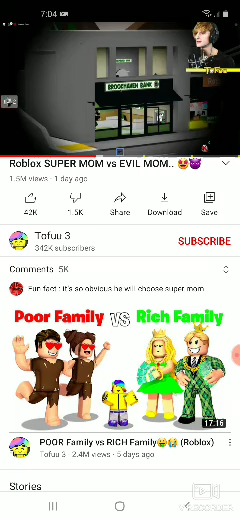 7:04
BROOKHAVEN BANK
Roblox SUPER MOM vs EVIL MOM.. 😍😈
1.5M views · 1 day ago
42K
1.5K
Share
Download
Save
Tofuu 3
342K subscribers
SUBSCRIBE
Comments 5K
Fun fact : it's so obvious he will choose super mom
Poor Family VS Rich Family
17:16
POOR Family vs RICH Family🤑😭 (Roblox)
Tofuu 3 · 2.4M views · 5 days ago
Stories